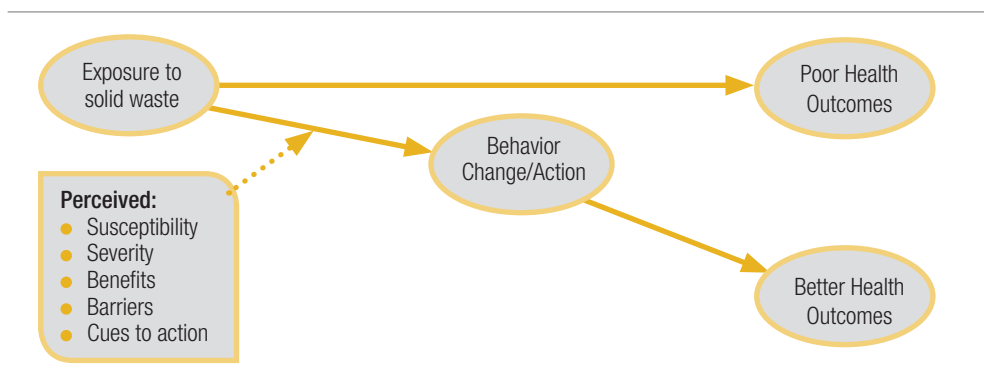 Exposure to
solid waste
Poor Health
Outcomes
Behavior
Change/Action
Perceived:
Susceptibility
Severity
Benefits
Barriers
Cues to action
Better Health
Outcomes